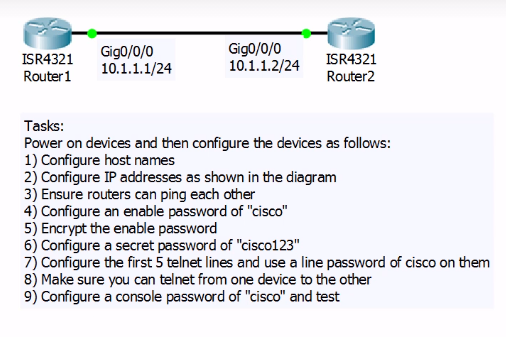 Gig0/0/0
10.1.1.1/24
Gig0/0/0
10.1.1.2/24
ISR4321
Router1
ISR4321
Router2
Tasks:
Power on devices and then configure the devices as follows:
1) Configure host names
2) Configure IP addresses as shown in the diagram
3) Ensure routers can ping each other
4) Configure an enable password of "cisco"
5) Encrypt the enable password
6) Configure a secret password of "cisco123"
7) Configure the first 5 telnet lines and use a line password of cisco on them
8) Make sure you can telnet from one device to the other
9) Configure a console password of "cisco" and test